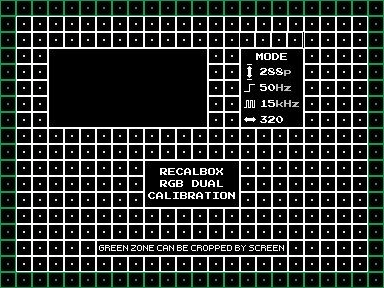 MODE
288p
50Hz
15kHz
320
RECALBOX
RGB DUAL
CALIBRATION
GREEN ZONE CAN BE CROPPED BY SCREEN